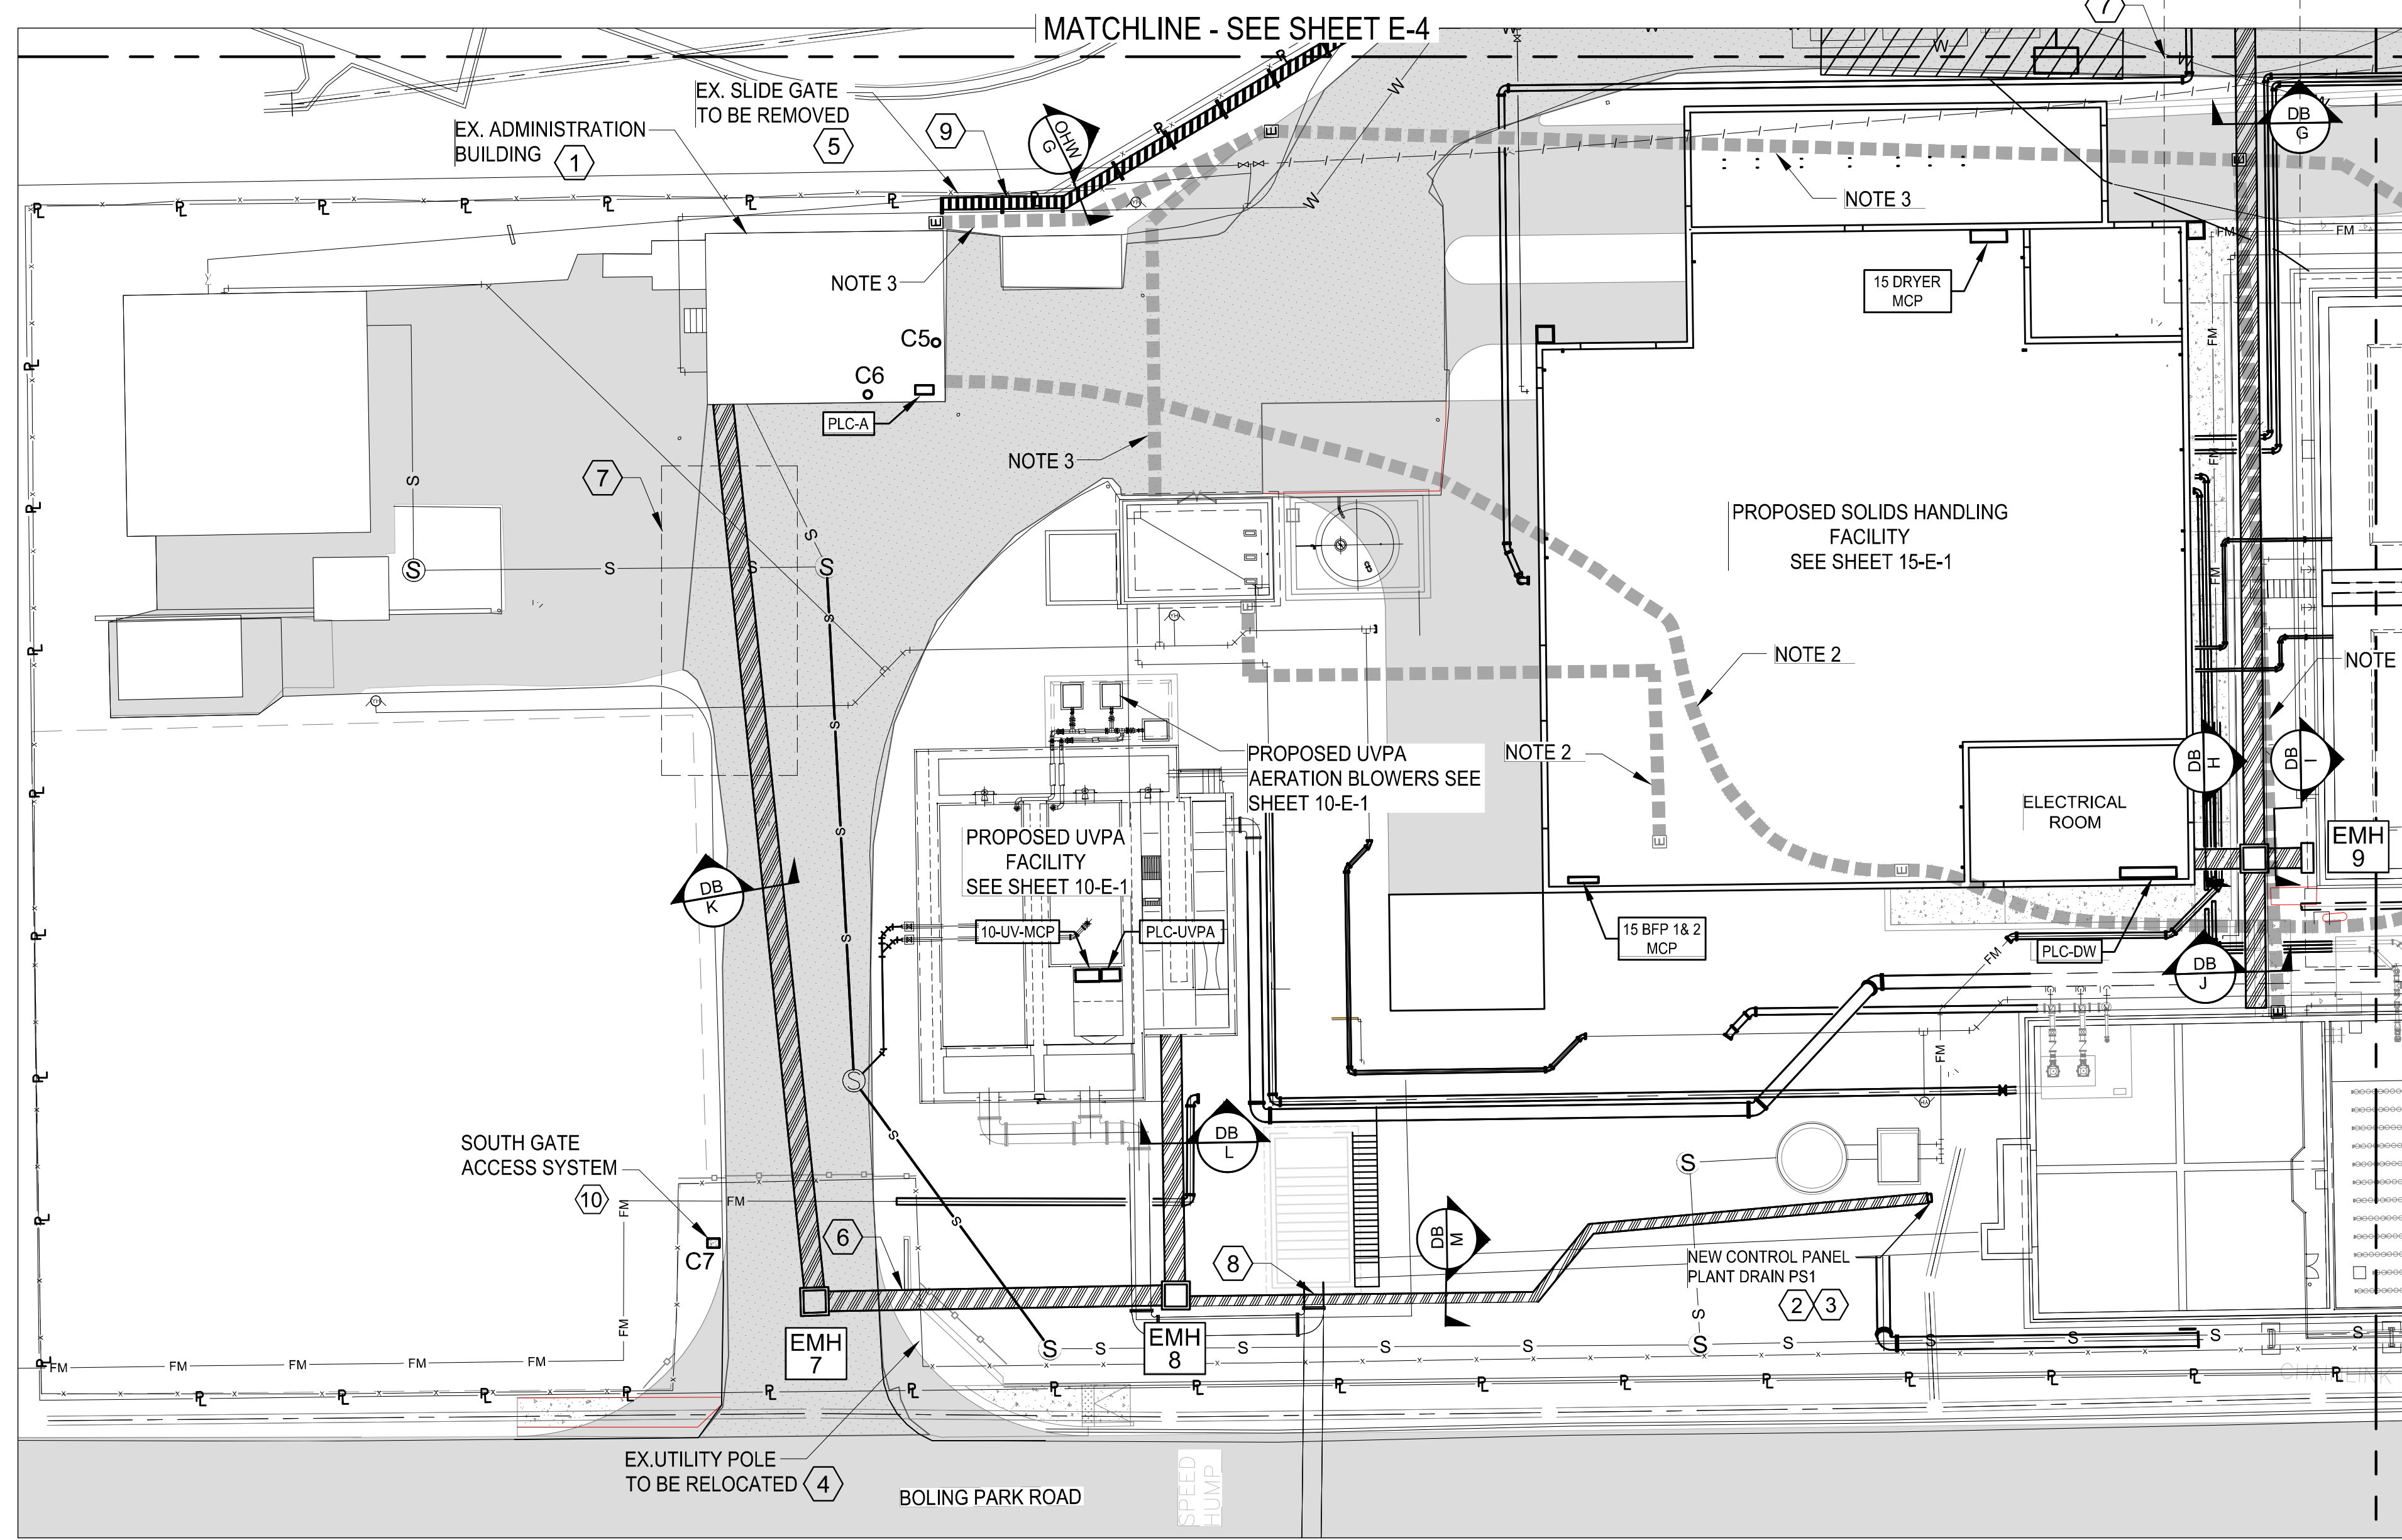 MATCHLINE - SEE SHEET E-4
7
EX. SLIDE GATE
TO BE REMOVED
5
9
EX. ADMINISTRATION
BUILDING
1
OHW
G
DB
G
NOTE 3
NOTE 3
15 DRYER
MCP
C5
C6
PLC-A
NOTE 3
7
PROPOSED SOLIDS HANDLING
FACILITY
SEE SHEET 15-E-1
NOTE 2
NOTE
NOTE 2
PROPOSED UVPA
AERATION BLOWERS SEE
SHEET 10-E-1
DB
H
DB
I
ELECTRICAL
ROOM
EMH
9
PROPOSED UVPA
FACILITY
SEE SHEET 10-E-1
DB
K
10-UV-MCP
PLC-UVPA
15 BFP 1& 2
MCP
PLC-DW
DB
J
SOUTH GATE
ACCESS SYSTEM
10
DB
L
C7
6
8
DB
M
NEW CONTROL PANEL
PLANT DRAIN PS1
2
3
EMH
7
EMH
8
CHAINLINK
EX.UTILITY POLE
TO BE RELOCATED
4
BOLING PARK ROAD
SPEED
HUMP
PL
W
S
FM
E